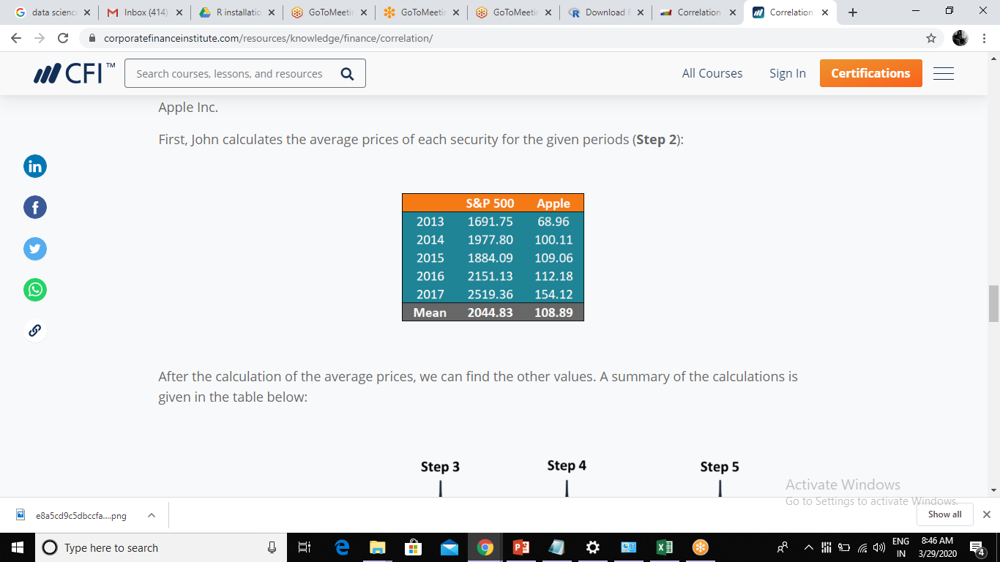 data scienc
Inbox (414)
R installatio
GoToMeetin
GoToMeetin
GoToMeetin
Download
Correlation
Correlation
corporatefinanceinstitute.com/resources/knowledge/finance/correlation/
CFI™
Search courses, lessons, and resources
All Courses
Sign In
Certifications
Apple Inc.
First, John calculates the average prices of each security for the given periods (Step 2):
S&P 500 Apple
2013 1691.75 68.96
2014 1977.80 100.11
2015 1884.09 109.06
2016 2151.13 112.18
2017 2519.36 154.12
Mean 2044.83 108.89
After the calculation of the average prices, we can find the other values. A summary of the calculations is
given in the table below:
Step 3 Step 4 Step 5
Activate Windows
Go to Settings to activate Windows.
e8a5cd9c5dbccfa....png
Show all
Type here to search
ENG
IN
8:46 AM
3/29/2020
4